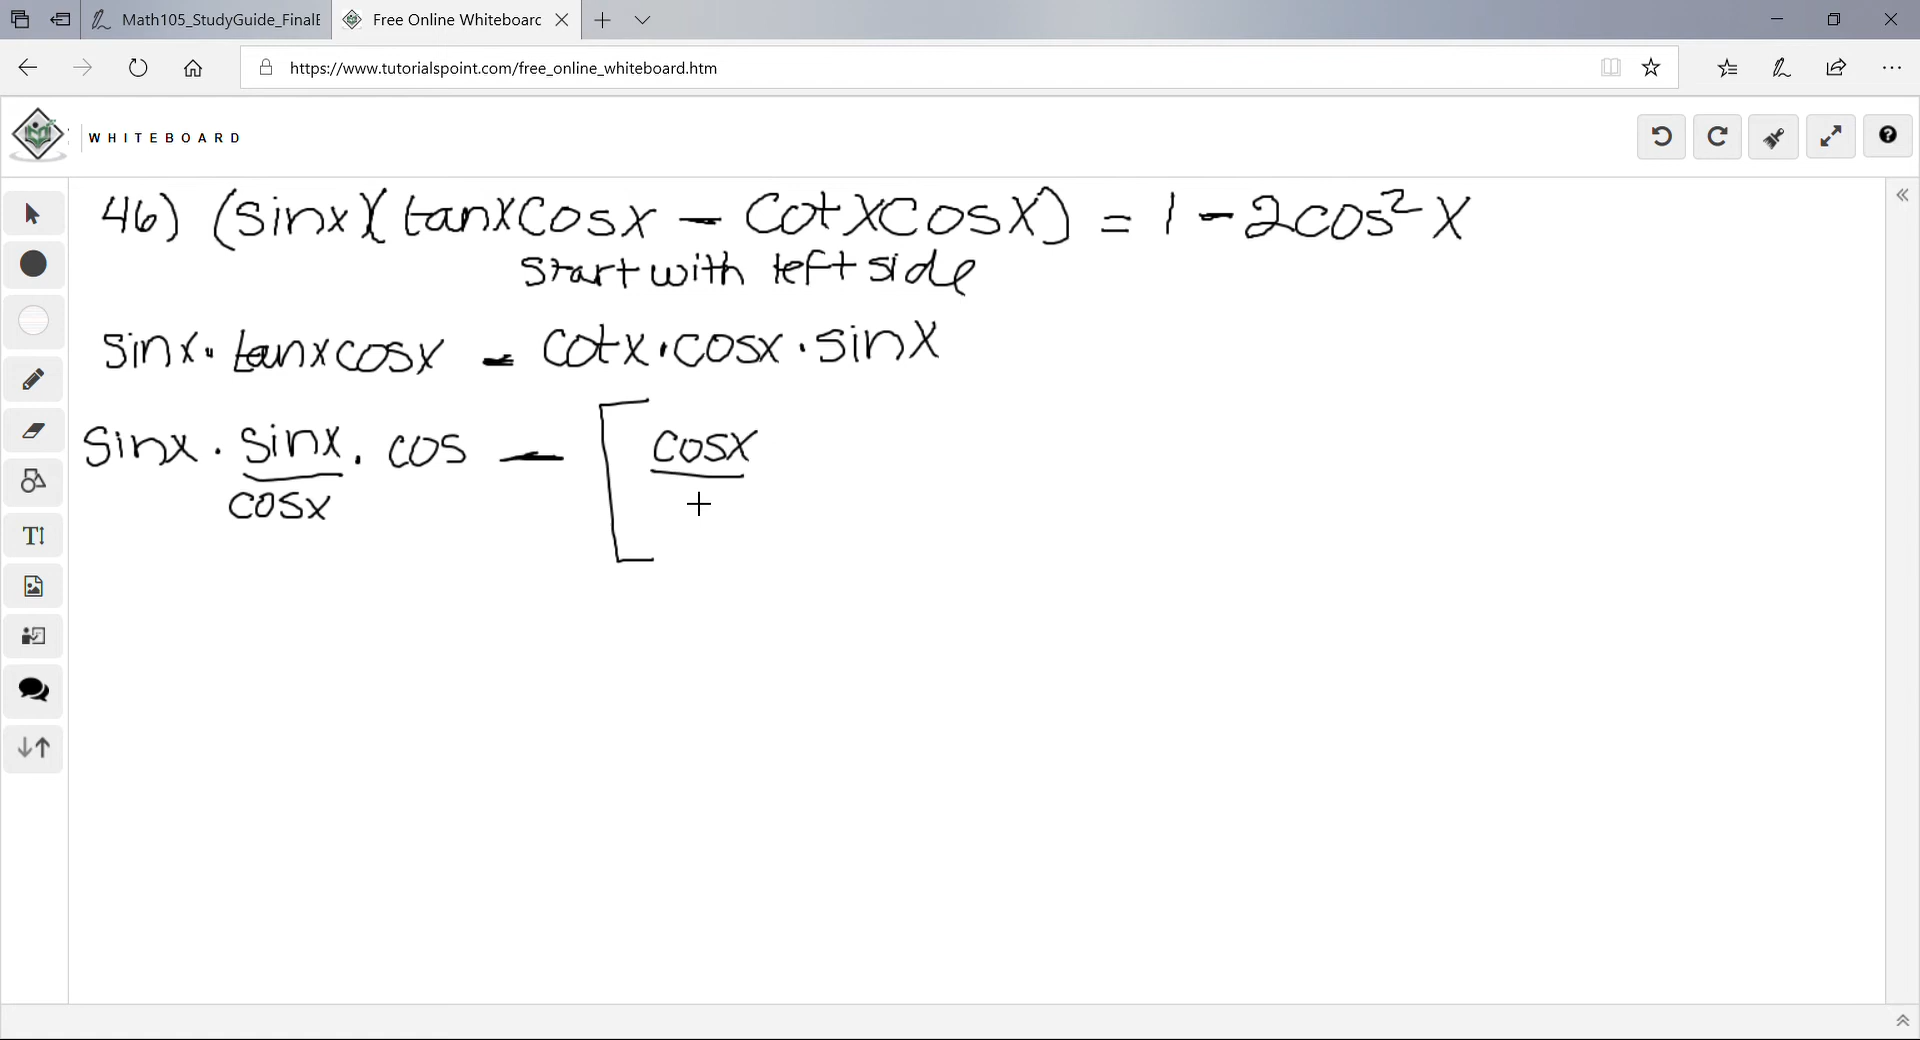 Math105_StudyGuide_FinalE
Free Online Whiteboarc
https://www.tutorialspoint.com/free_online_whiteboard.htm
WHITEBOARD
46) (sinx)(tanxcosx - cotxcosx) = 1 - 2cos²x
start with left side
sinx · tanxcosx - cotx · cosx · sinx
sinx · sinx/cosx · cos - [ cosx